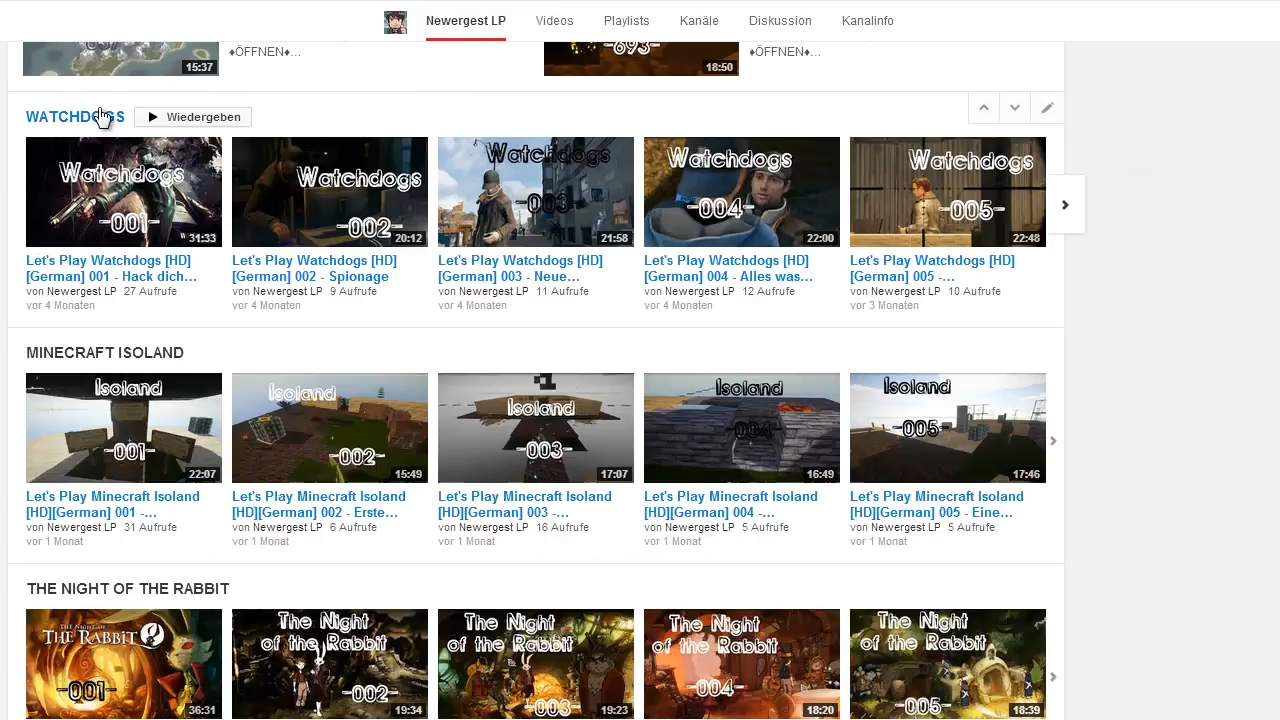 Newergest LP Videos Playlists Kanäle Diskussion Kanalinfo
-037-
15:37
♦ÖFFNEN♦...
-693-
18:50
♦ÖFFNEN♦...
WATCHDOGS
Wiedergeben
Watchdogs
-001-
31:33
Watchdogs
-002-
20:12
Watchdogs
-003-
21:58
Watchdogs
-004-
22:00
Watchdogs
-005-
22:48
Let's Play Watchdogs [HD]
[German] 001 - Hack dich...
von Newergest LP 27 Aufrufe
vor 4 Monaten
Let's Play Watchdogs [HD]
[German] 002 - Spionage
von Newergest LP 9 Aufrufe
vor 4 Monaten
Let's Play Watchdogs [HD]
[German] 003 - Neue...
von Newergest LP 11 Aufrufe
vor 4 Monaten
Let's Play Watchdogs [HD]
[German] 004 - Alles was...
von Newergest LP 12 Aufrufe
vor 4 Monaten
Let's Play Watchdogs [HD]
[German] 005 -...
von Newergest LP 10 Aufrufe
vor 3 Monaten
MINECRAFT ISOLAND
Isoland
-001-
22:07
Isoland
-002-
15:49
Isoland
-003-
17:07
Isoland
-004-
16:49
Isoland
-005-
17:46
Let's Play Minecraft Isoland
[HD][German] 001 -...
von Newergest LP 31 Aufrufe
vor 1 Monat
Let's Play Minecraft Isoland
[HD][German] 002 - Erste...
von Newergest LP 6 Aufrufe
vor 1 Monat
Let's Play Minecraft Isoland
[HD][German] 003 -...
von Newergest LP 16 Aufrufe
vor 1 Monat
Let's Play Minecraft Isoland
[HD][German] 004 -...
von Newergest LP 5 Aufrufe
vor 1 Monat
Let's Play Minecraft Isoland
[HD][German] 005 - Eine...
von Newergest LP 5 Aufrufe
vor 1 Monat
THE NIGHT OF THE RABBIT
THE NIGHT OF
THE RABBIT
-001-
36:31
The Night
of the Rabbit
-002-
19:34
The Night
of the Rabbit
-003-
19:23
The Night
of the Rabbit
-004-
18:20
The Night
of the Rabbit
-005-
18:39